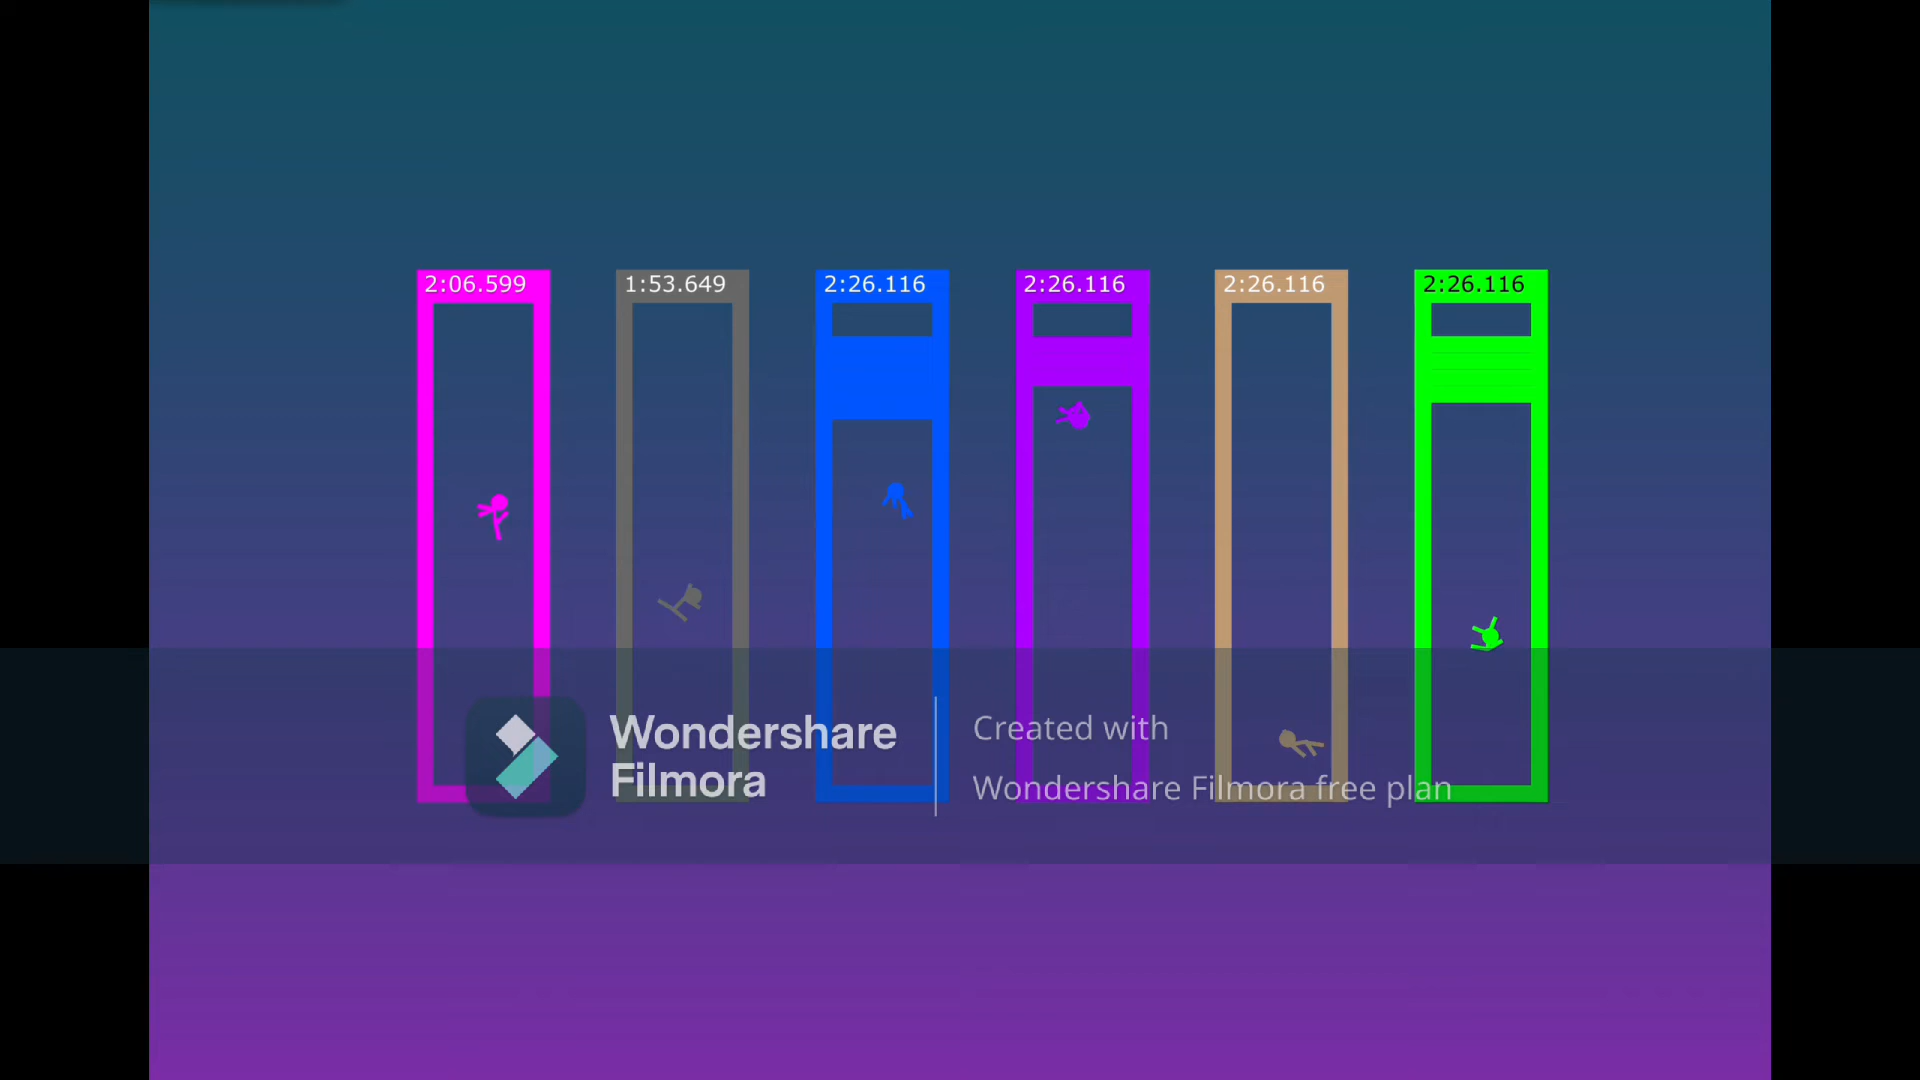 2:06.599
1:53.649
2:26.116
2:26.116
2:26.116
2:26.116
Wondershare
Filmora
Created with
Wondershare Filmora free plan